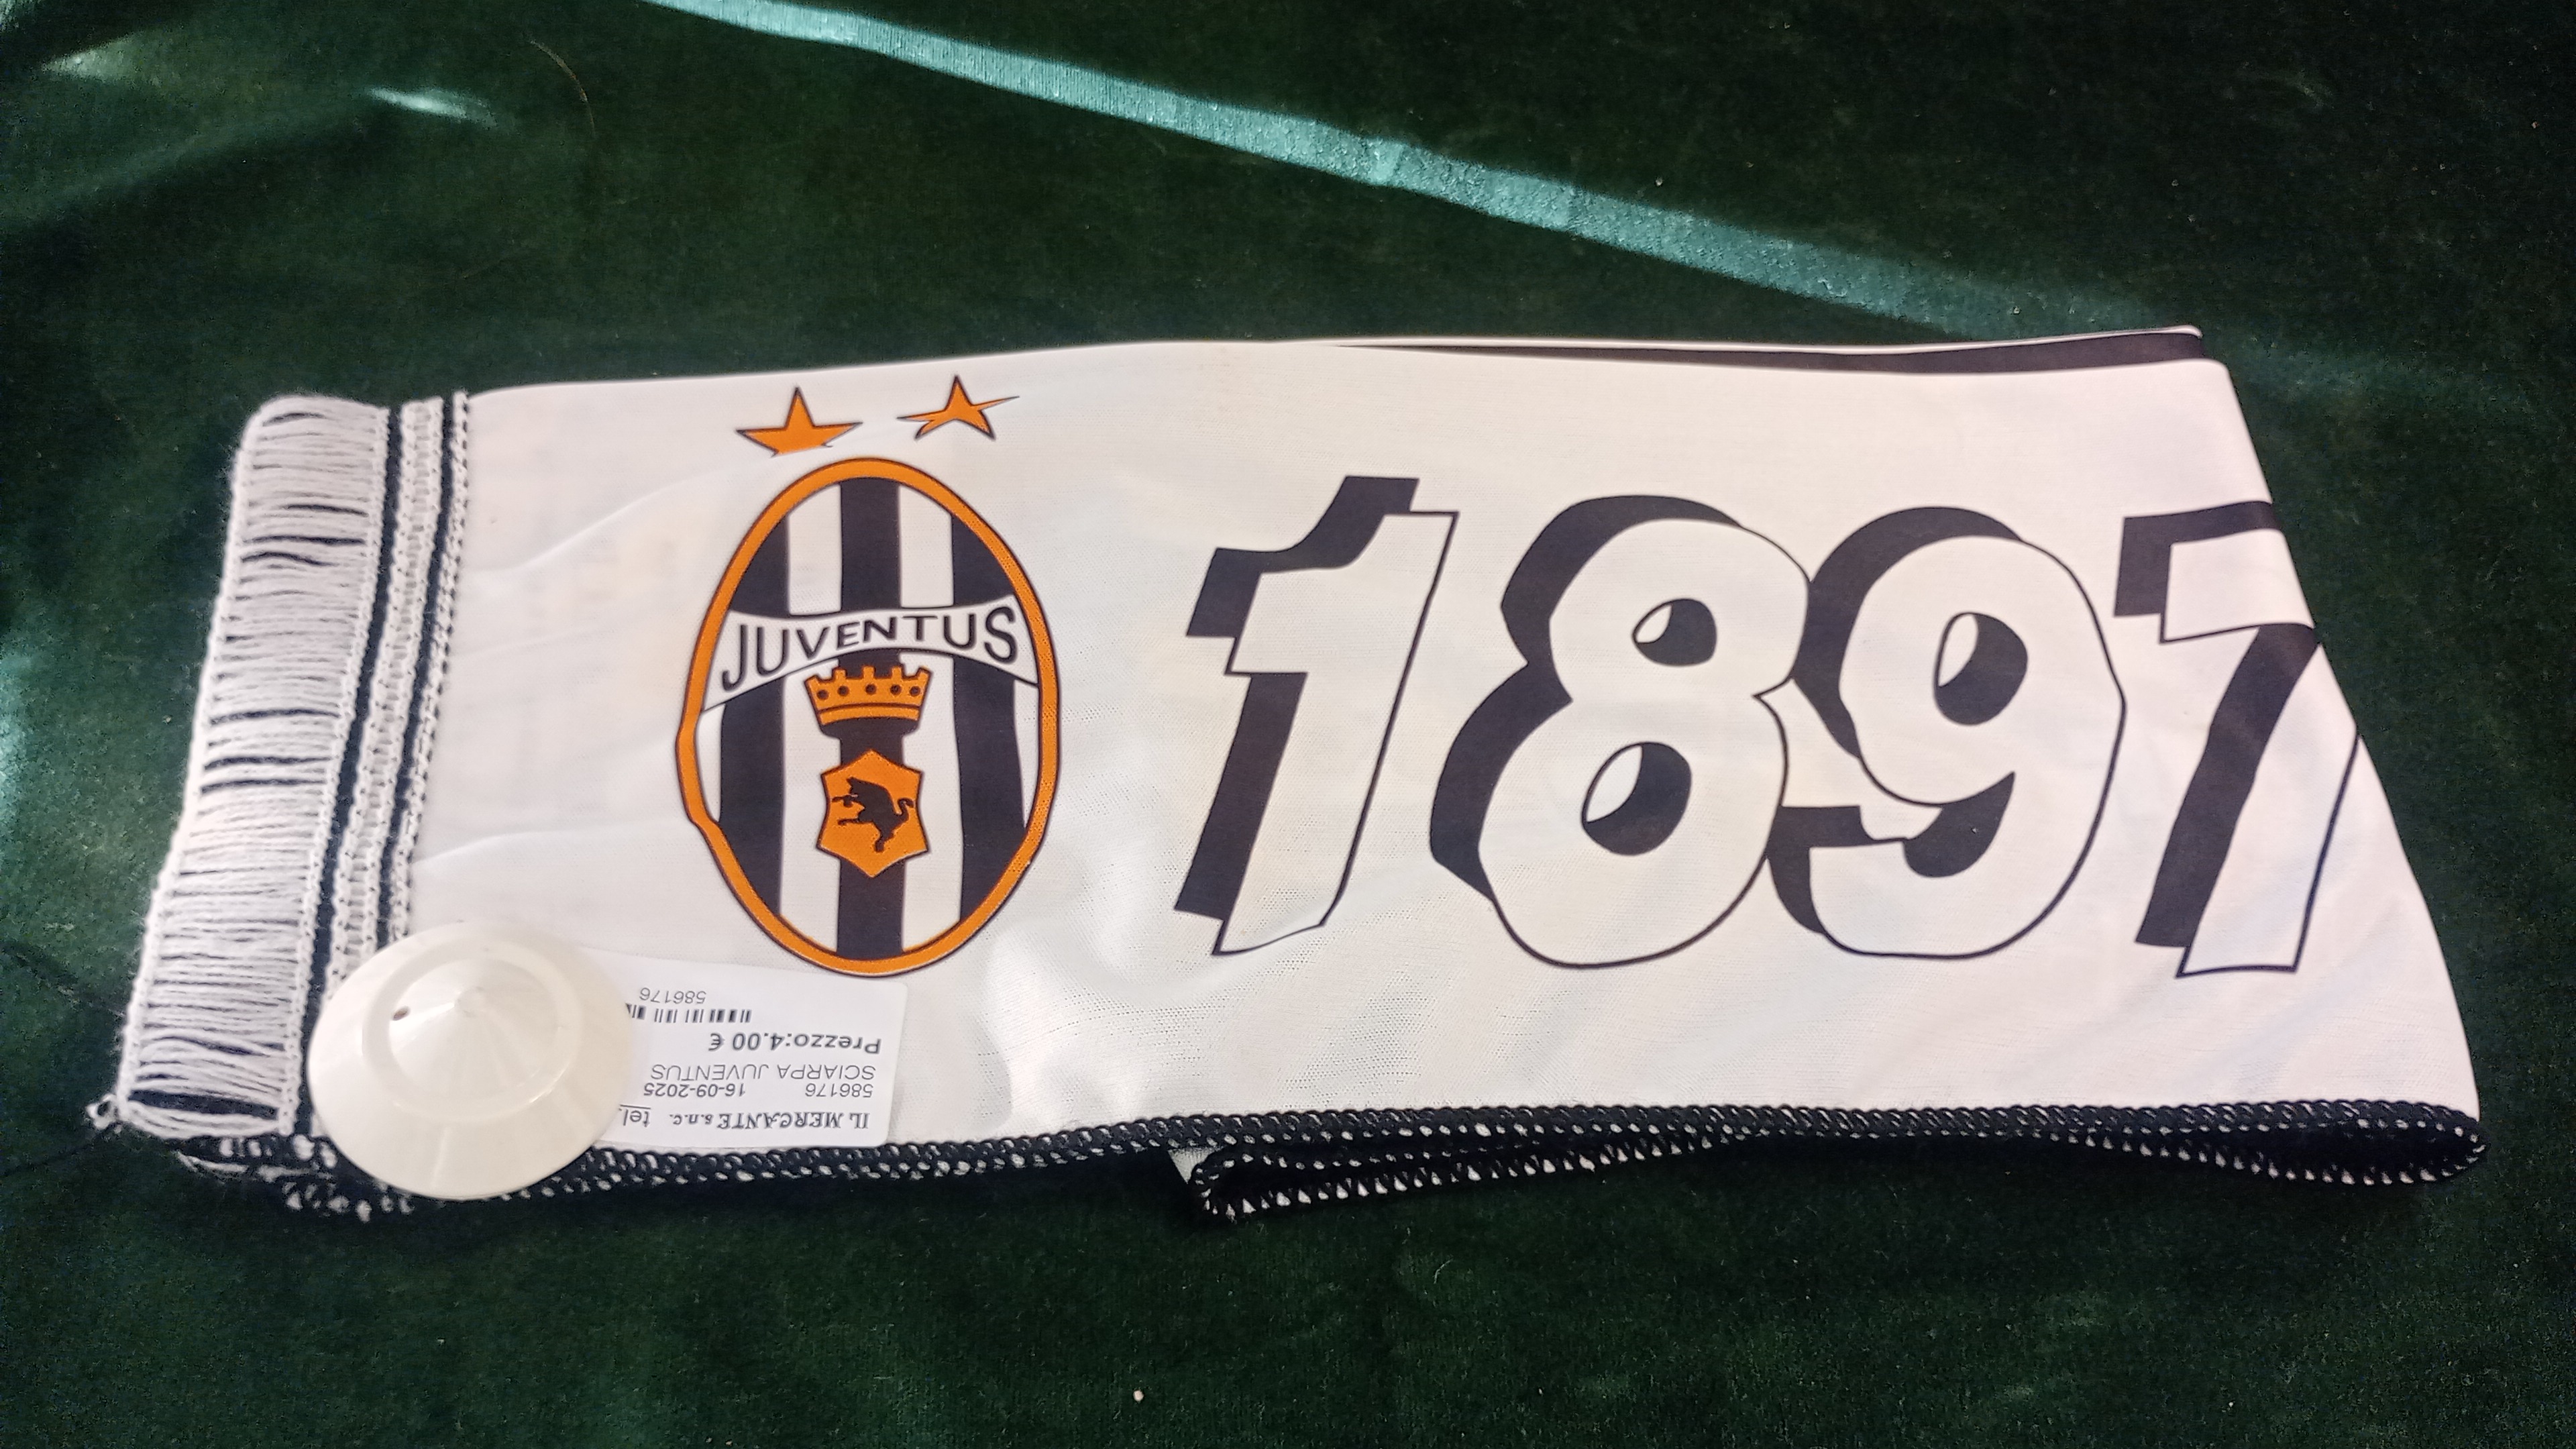 JUVENTUS
1897
IL MERCANTE s.n.c. tel.
586176 16-09-2025
SCIARPA JUVENTUS
Prezzo:4.00 €
586176